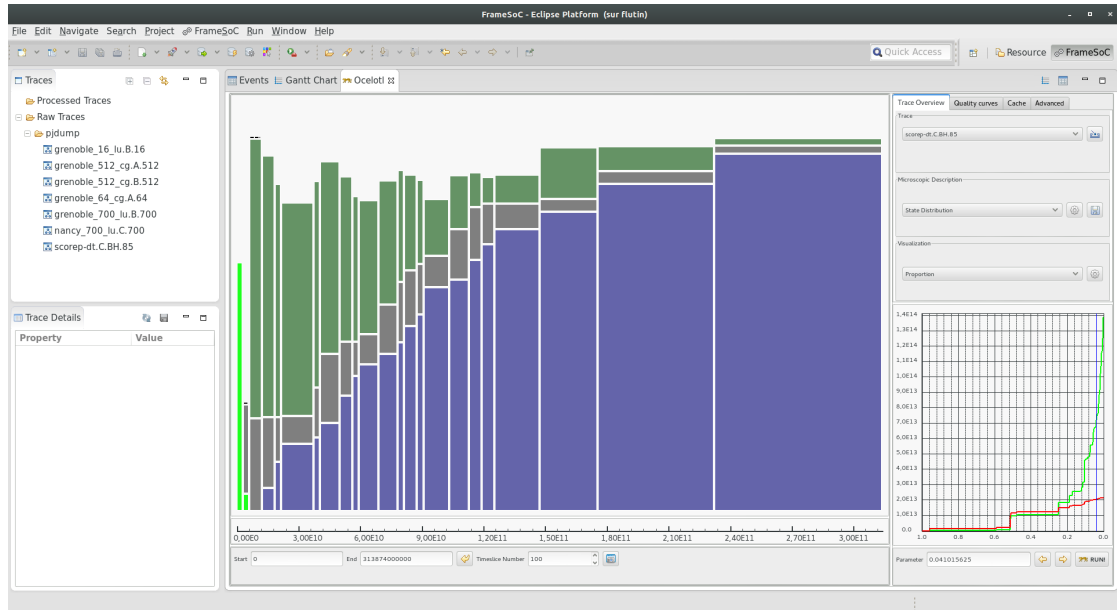 FrameSoC - Eclipse Platform (sur flutin)
File Edit Navigate Search Project FrameSoC Run Window Help
Quick Access
Resource
FrameSoC
Traces
Processed Traces
Raw Traces
pjdump
grenoble_16_lu.B.16
grenoble_512_cg.A.512
grenoble_512_cg.B.512
grenoble_64_cg.A.64
grenoble_700_lu.B.700
nancy_700_lu.C.700
scorep-dt.C.BH.85
Trace Details
Property Value
Events Gantt Chart Ocelotl
0,00E0 3,00E10 6,00E10 9,00E10 1,20E11 1,50E11 1,80E11 2,10E11 2,40E11 2,70E11 3,00E11
Start 0 End 313874000000 Timeslice Number 100
Trace Overview Quality curves Cache Advanced
Trace
scorep-dt.C.BH.85
Microscopic Description
State Distribution
Visualization
Proportion
1,4E14
1,3E14
1,2E14
1,1E14
1,0E14
9,0E13
8,0E13
7,0E13
6,0E13
5,0E13
4,0E13
3,0E13
2,0E13
1,0E13
0.0
1.0 0.8 0.6 0.4 0.2 0.0
Parameter 0.041015625 RUN!